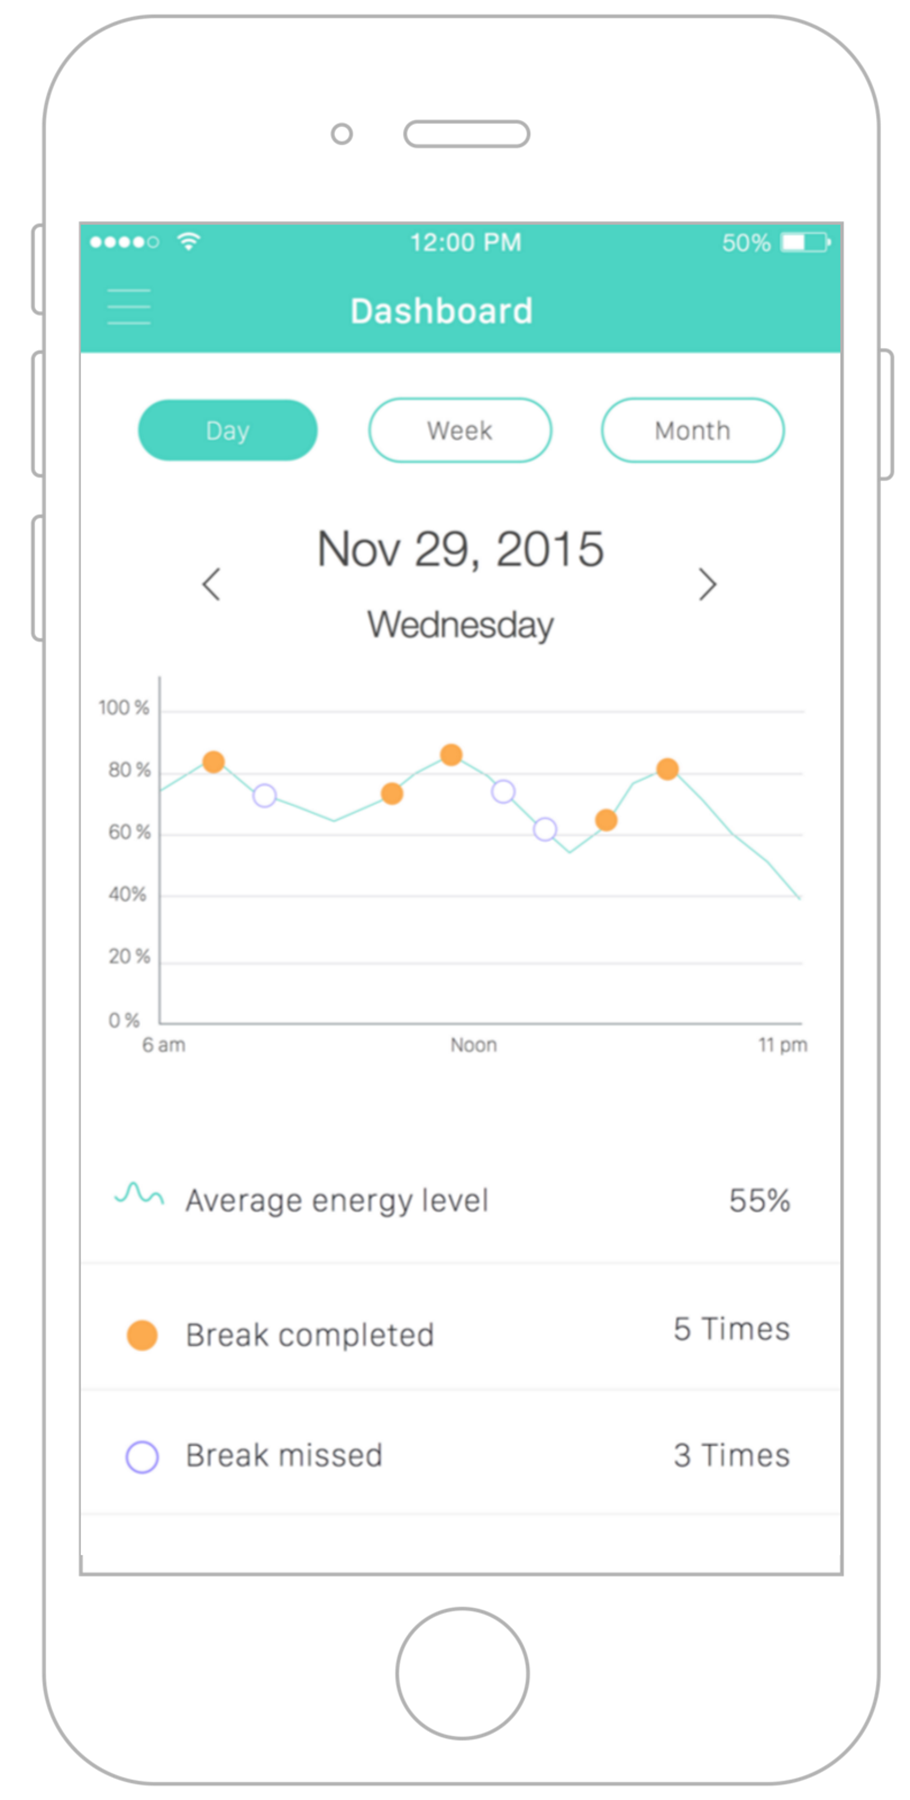 12:00 PM 50%
Dashboard
Day Week Month
Nov 29, 2015
Wednesday
100 %
80 %
60 %
40%
20 %
0 %
6 am Noon 11 pm
Average energy level 55%
Break completed 5 Times
Break missed 3 Times